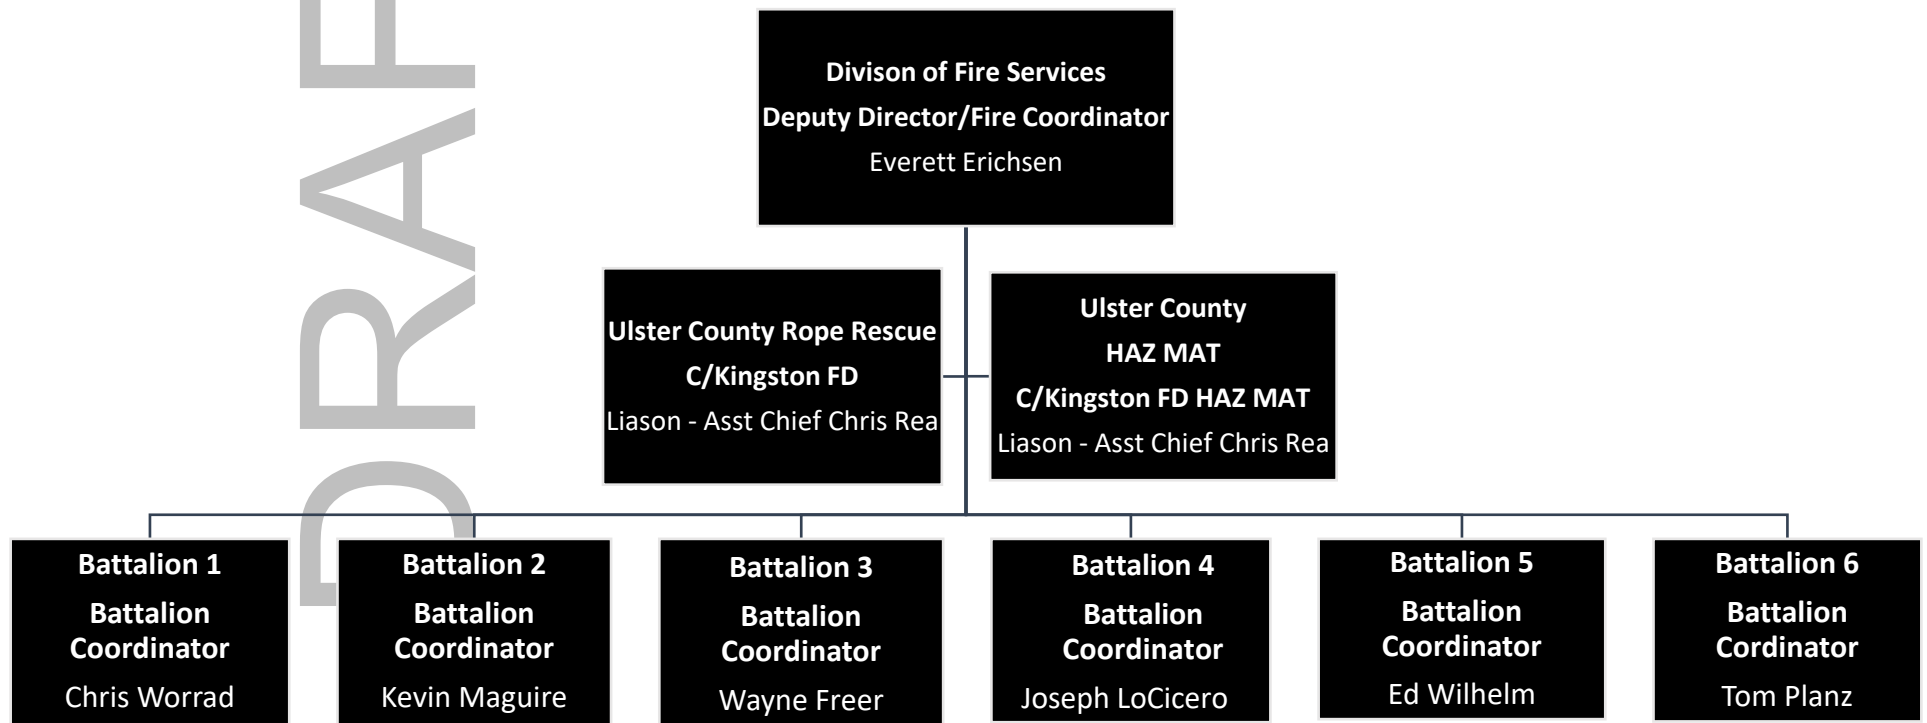 Divison of Fire Services
Deputy Director/Fire Coordinator
Everett Erichsen
Ulster County Rope Rescue
C/Kingston FD
Liason - Asst Chief Chris Rea
Ulster County
HAZ MAT
C/Kingston FD HAZ MAT
Liason - Asst Chief Chris Rea
Battalion 1
Battalion
Coordinator
Chris Worrad
Battalion 2
Battalion
Coordinator
Kevin Maguire
Battalion 3
Battalion
Coordinator
Wayne Freer
Battalion 4
Battalion
Coordinator
Joseph LoCicero
Battalion 5
Battalion
Coordinator
Ed Wilhelm
Battalion 6
Battalion
Cordinator
Tom Planz
DRAF